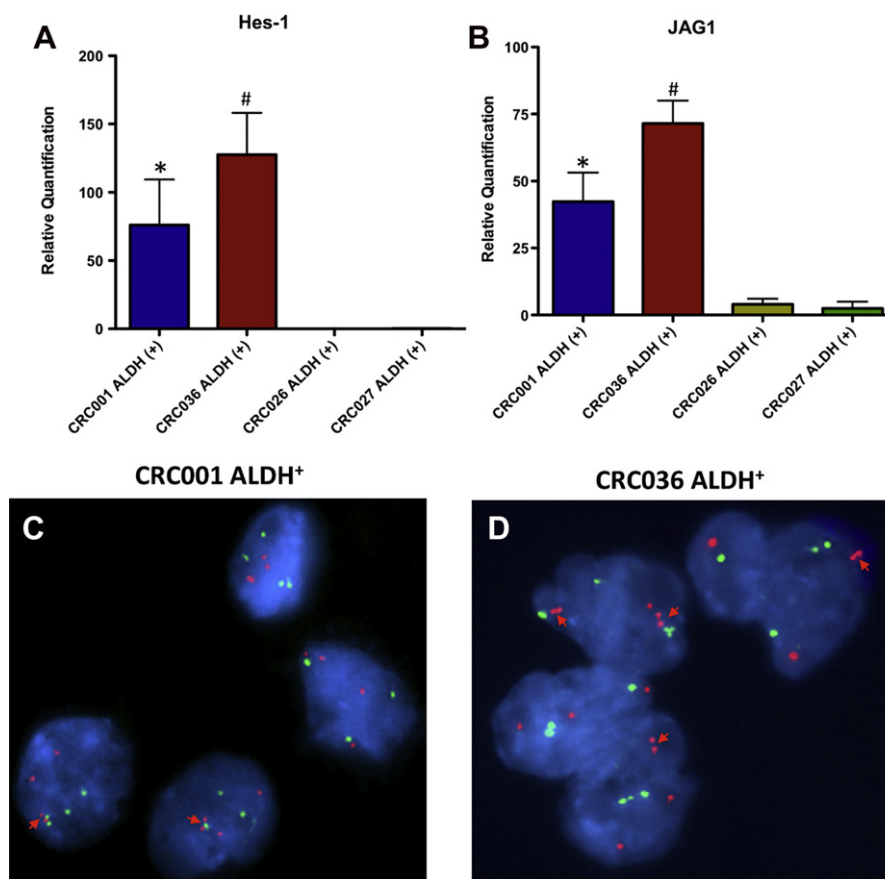 A
Hes-1
Relative Quantification
200
150
100
50
0
*
#
CRC001 ALDH (+)
CRC036 ALDH (+)
CRC026 ALDH (+)
CRC027 ALDH (+)
B
JAG1
Relative Quantification
100
75
50
25
0
*
#
CRC001 ALDH (+)
CRC036 ALDH (+)
CRC026 ALDH (+)
CRC027 ALDH (+)
CRC001 ALDH⁺
C
CRC036 ALDH⁺
D